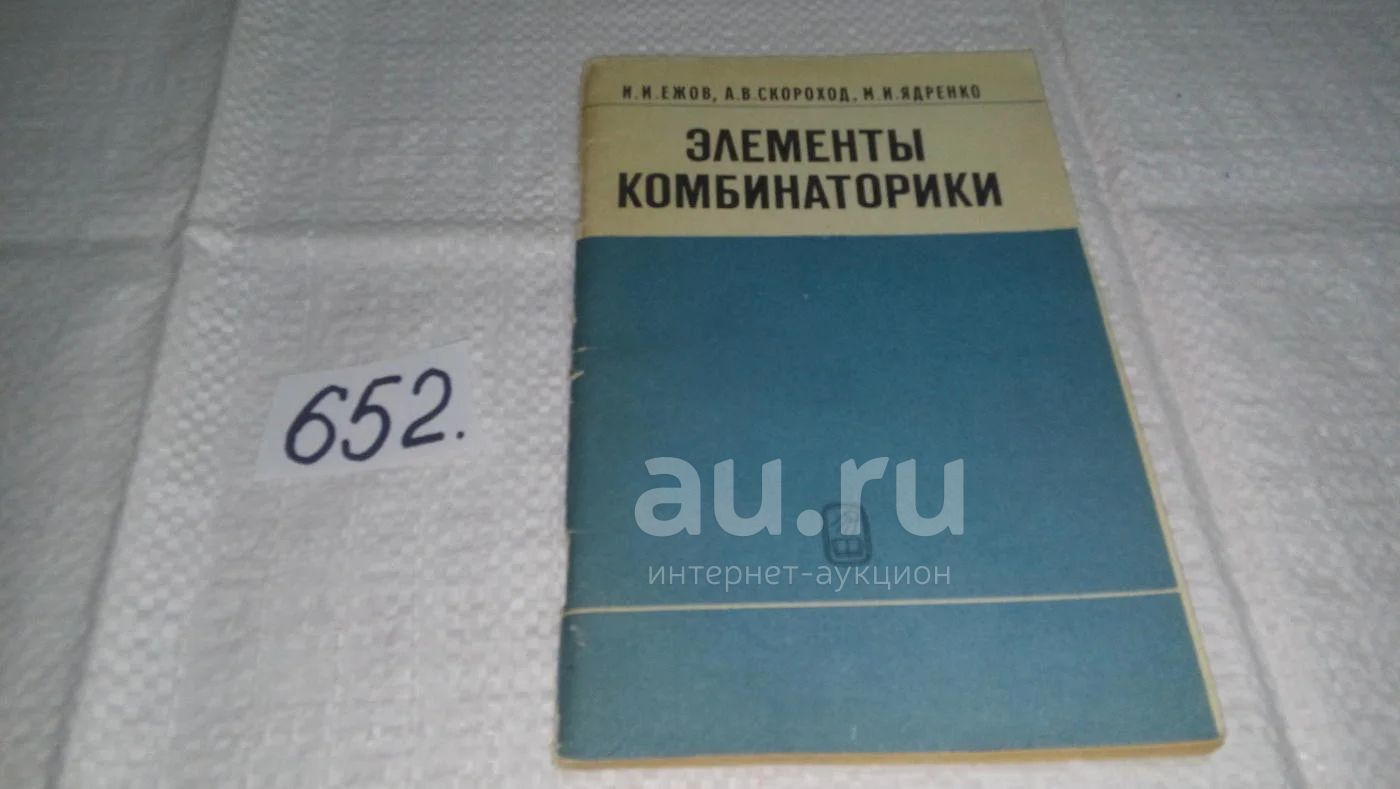 И.И.ЕЖОВ, А.В.СКОРОХОД, М.И.ЯДРЕНКО
ЭЛЕМЕНТЫ
КОМБИНАТОРИКИ
652.
au.ru
интернет-аукцион